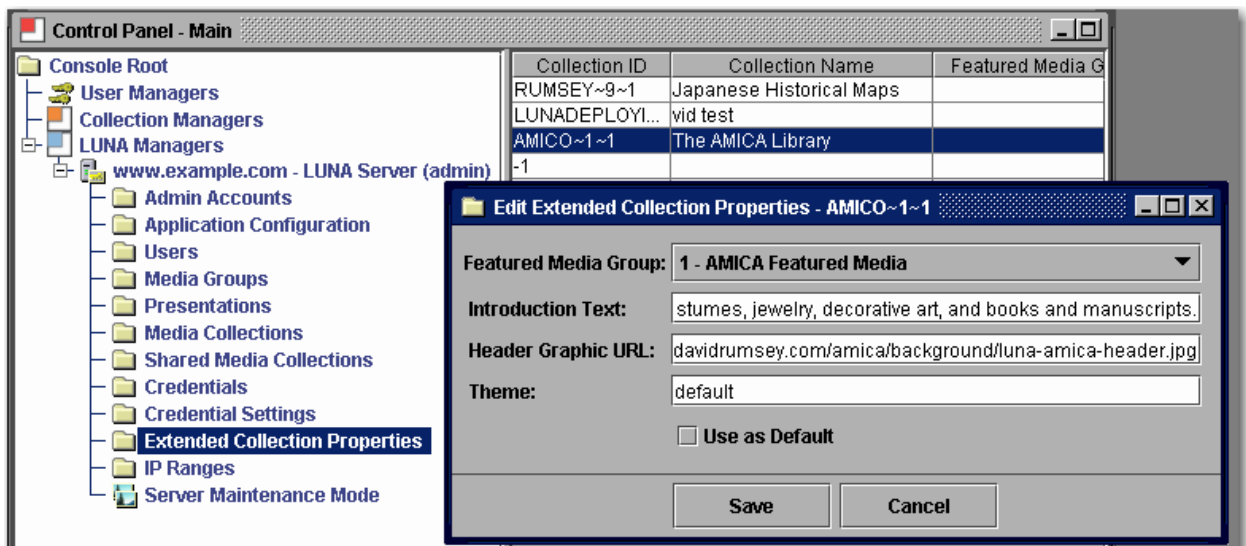 Control Panel - Main
Console Root
User Managers
Collection Managers
LUNA Managers
www.example.com - LUNA Server (admin)
Admin Accounts
Application Configuration
Users
Media Groups
Presentations
Media Collections
Shared Media Collections
Credentials
Credential Settings
Extended Collection Properties
IP Ranges
Server Maintenance Mode
Collection ID Collection Name Featured Media G
RUMSEY~9~1 Japanese Historical Maps
LUNADEPLOYI... vid test
AMICO~1~1 The AMICA Library
-1
Edit Extended Collection Properties - AMICO~1~1
Featured Media Group: 1 - AMICA Featured Media
Introduction Text: stumes, jewelry, decorative art, and books and manuscripts.
Header Graphic URL: davidrumsey.com/amica/background/luna-amica-header.jpg
Theme: default
Use as Default
Save Cancel